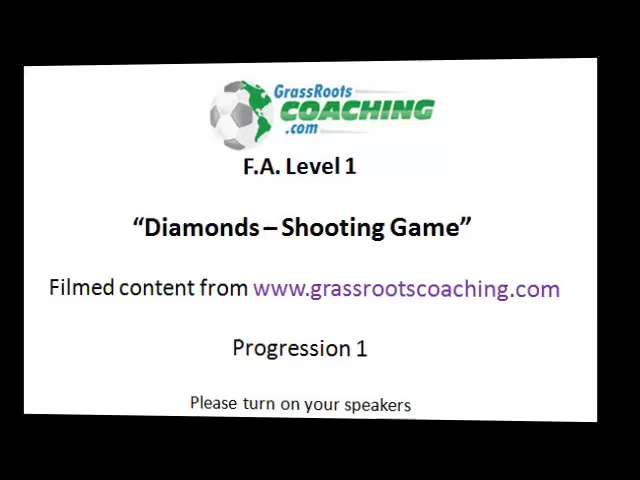 GrassRoots
COACHING
.com
F.A. Level 1
“Diamonds – Shooting Game”
Filmed content from www.grassrootscoaching.com
Progression 1
Please turn on your speakers